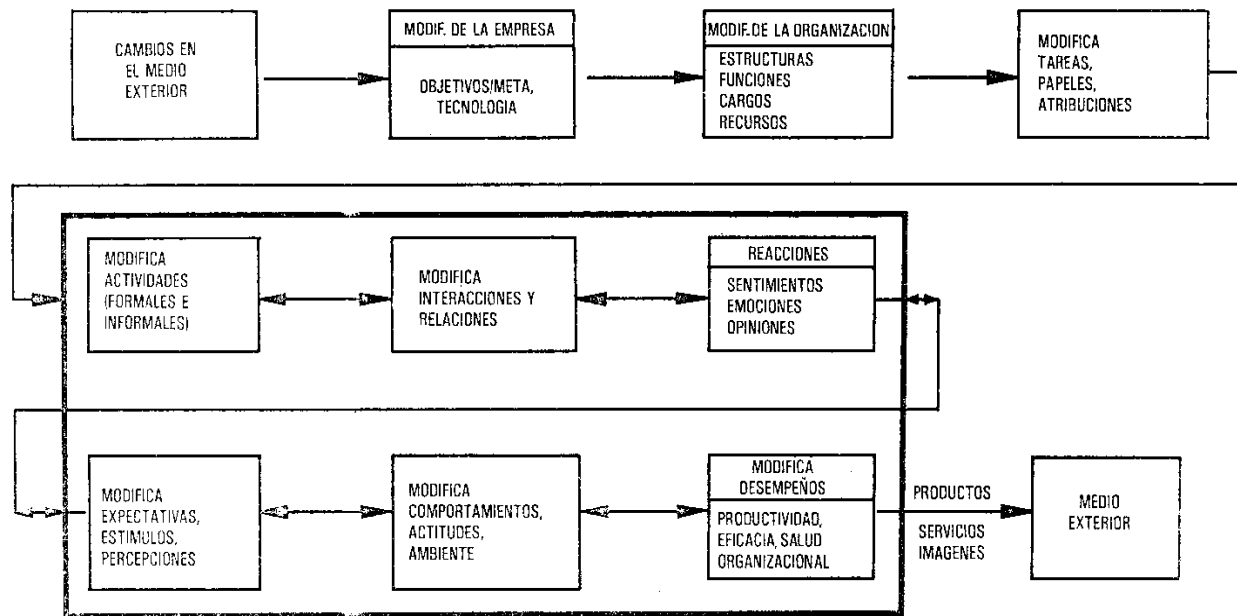 CAMBIOS EN
EL MEDIO
EXTERIOR
MODIF. DE LA EMPRESA
OBJETIVOS/META,
TECNOLOGIA
MODIF. DE LA ORGANIZACION
ESTRUCTURAS
FUNCIONES
CARGOS
RECURSOS
MODIFICA
TAREAS,
PAPELES,
ATRIBUCIONES
MODIFICA
ACTIVIDADES
(FORMALES E
INFORMALES)
MODIFICA
INTERACCIONES Y
RELACIONES
REACCIONES
SENTIMIENTOS
EMOCIONES
OPINIONES
MODIFICA
EXPECTATIVAS,
ESTIMULOS,
PERCEPCIONES
MODIFICA
COMPORTAMIENTOS,
ACTITUDES,
AMBIENTE
MODIFICA
DESEMPEÑOS
PRODUCTIVIDAD,
EFICACIA, SALUD
ORGANIZACIONAL
PRODUCTOS
SERVICIOS
IMAGENES
MEDIO
EXTERIOR